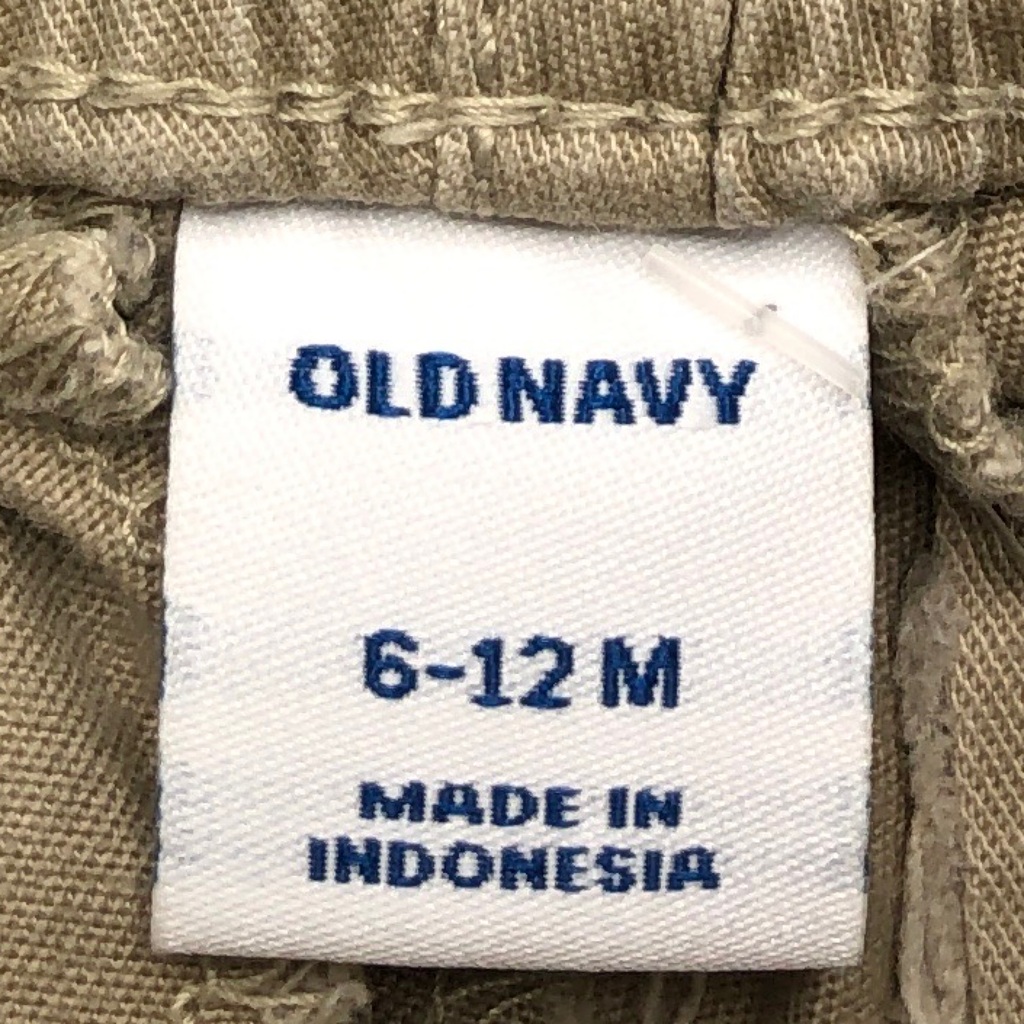 OLD NAVY
6-12 M
MADE IN
INDONESIA